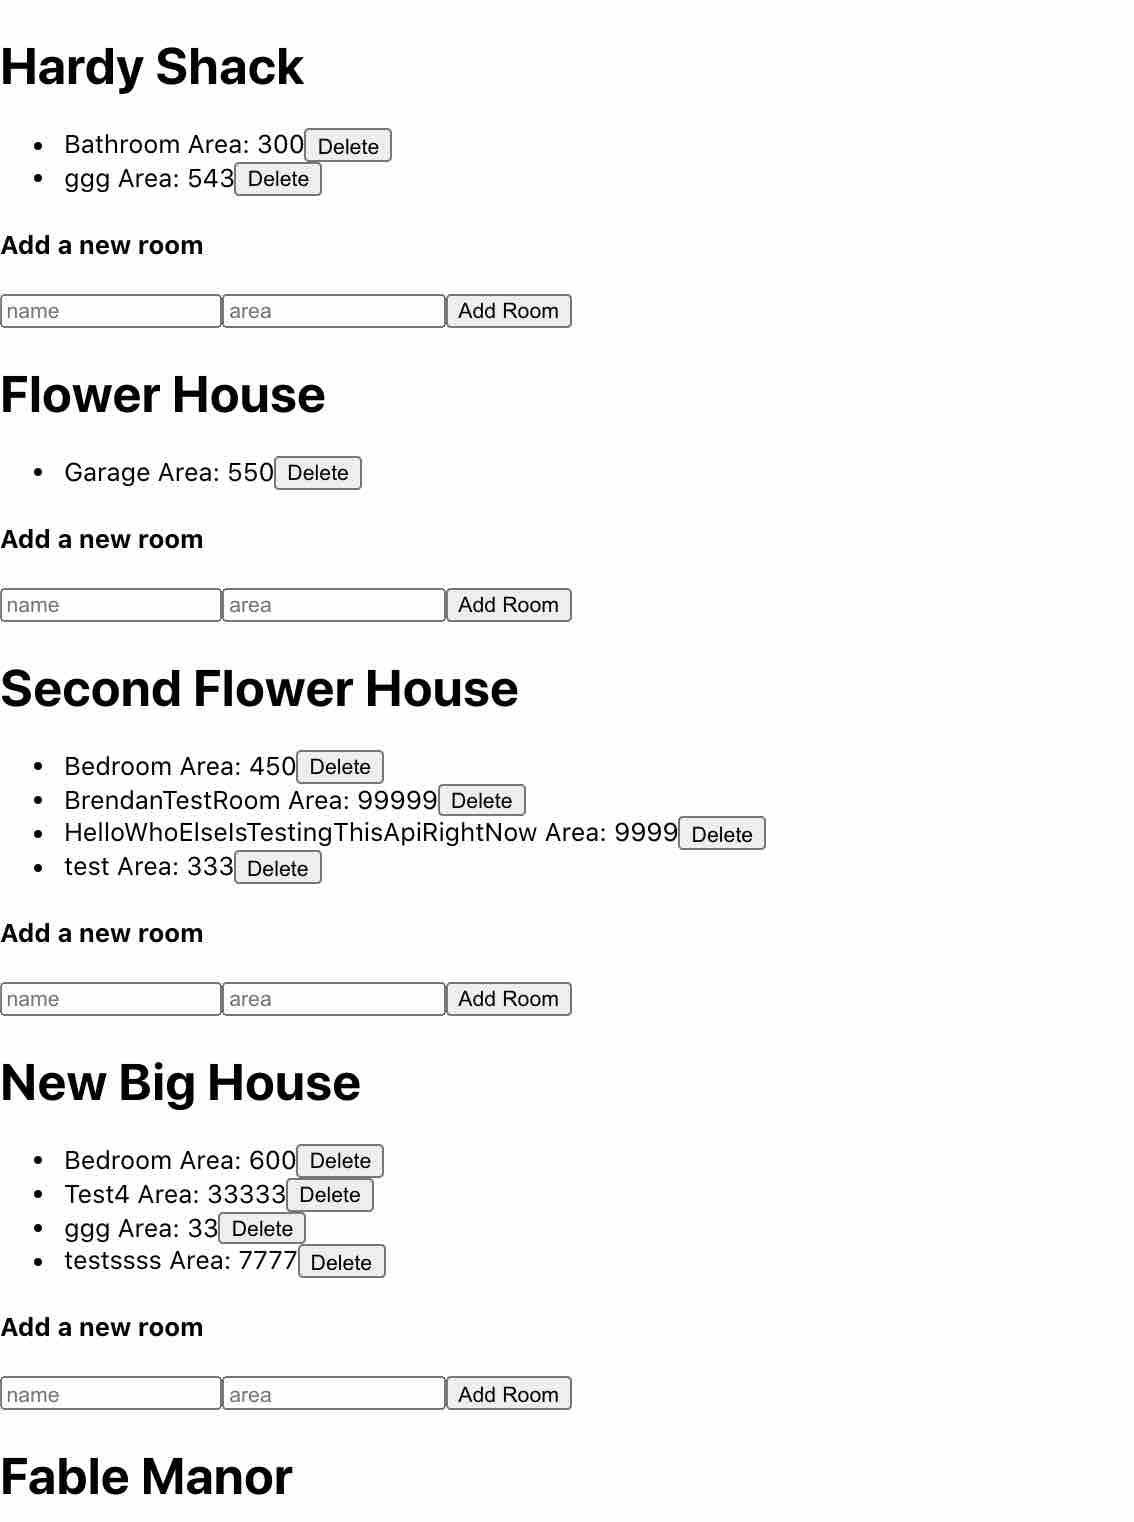 Hardy Shack
Bathroom Area: 300 Delete
ggg Area: 543 Delete
Add a new room
name area Add Room
Flower House
Garage Area: 550 Delete
Add a new room
name area Add Room
Second Flower House
Bedroom Area: 450 Delete
BrendanTestRoom Area: 99999 Delete
HelloWhoElseIsTestingThisApiRightNow Area: 9999 Delete
test Area: 333 Delete
Add a new room
name area Add Room
New Big House
Bedroom Area: 600 Delete
Test4 Area: 33333 Delete
ggg Area: 33 Delete
testssss Area: 7777 Delete
Add a new room
name area Add Room
Fable Manor